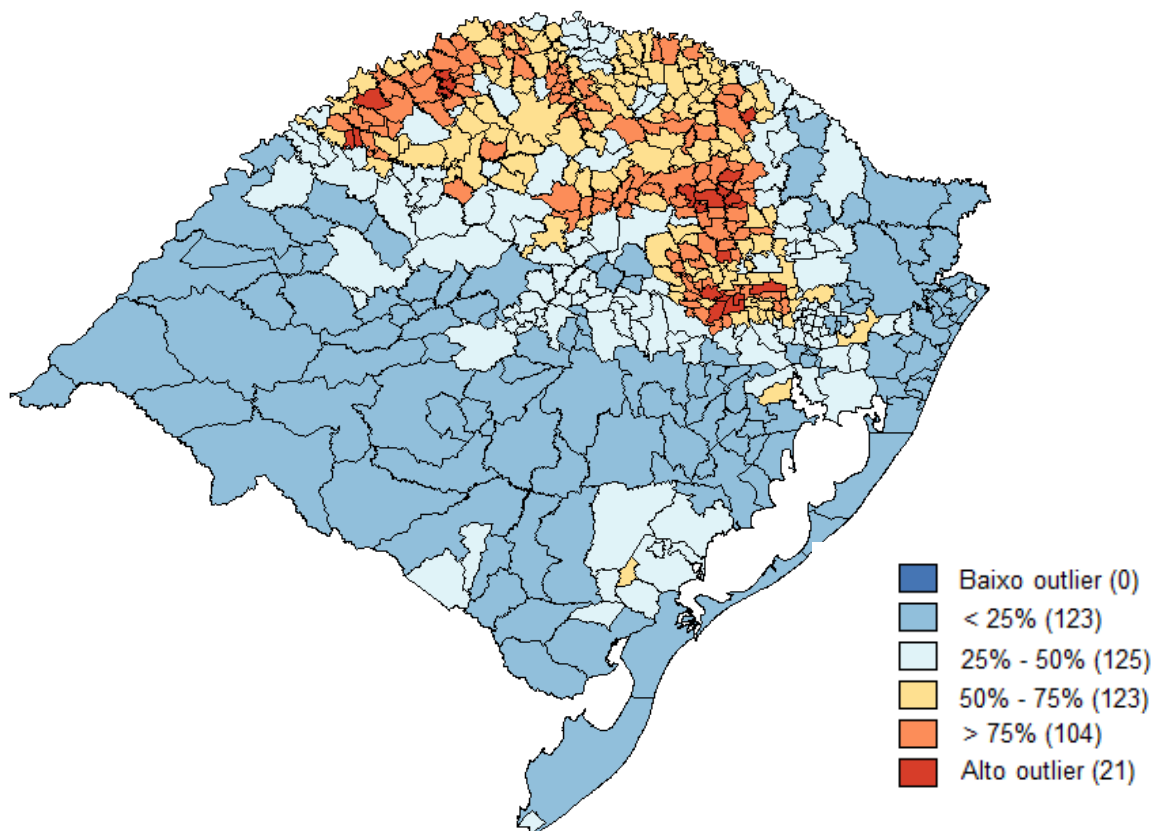 Baixo outlier (0)
< 25% (123)
25% - 50% (125)
50% - 75% (123)
> 75% (104)
Alto outlier (21)